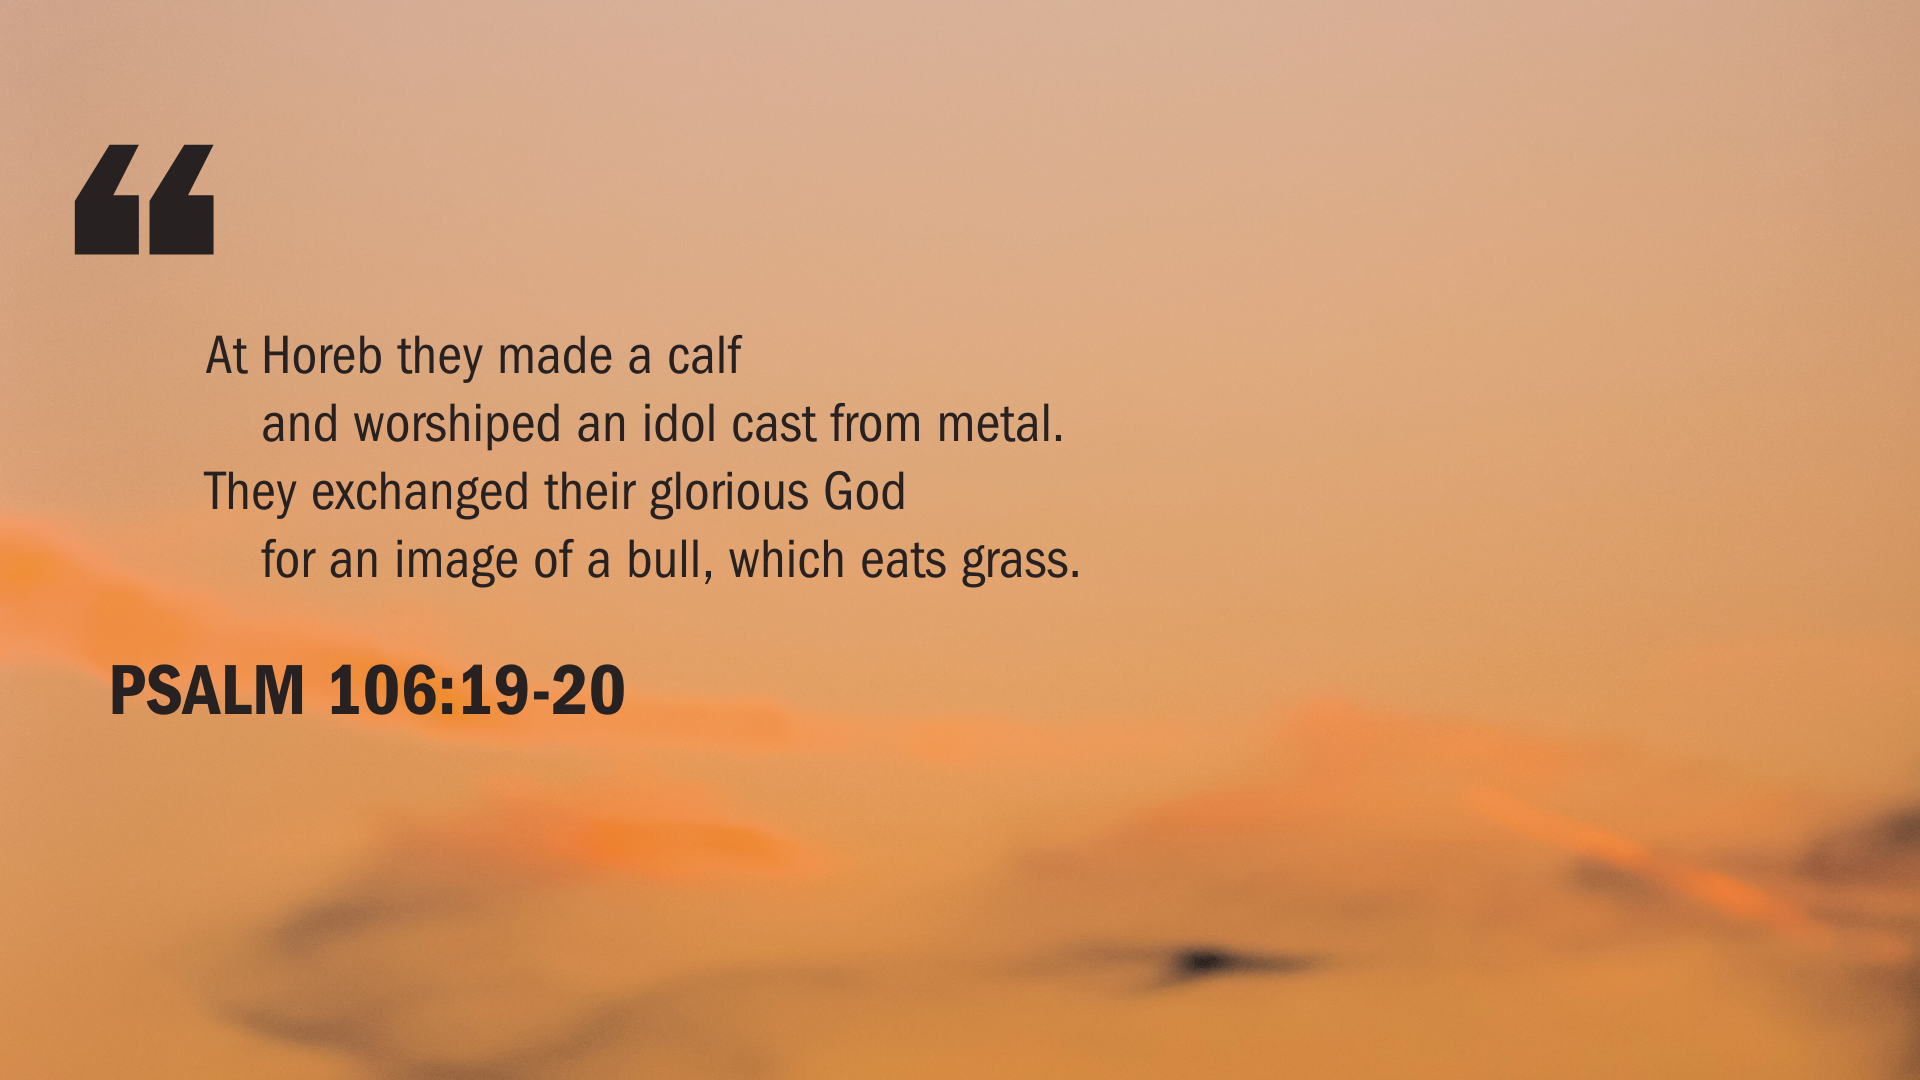 “
At Horeb they made a calf
and worshiped an idol cast from metal.
They exchanged their glorious God
for an image of a bull, which eats grass.
PSALM 106:19-20